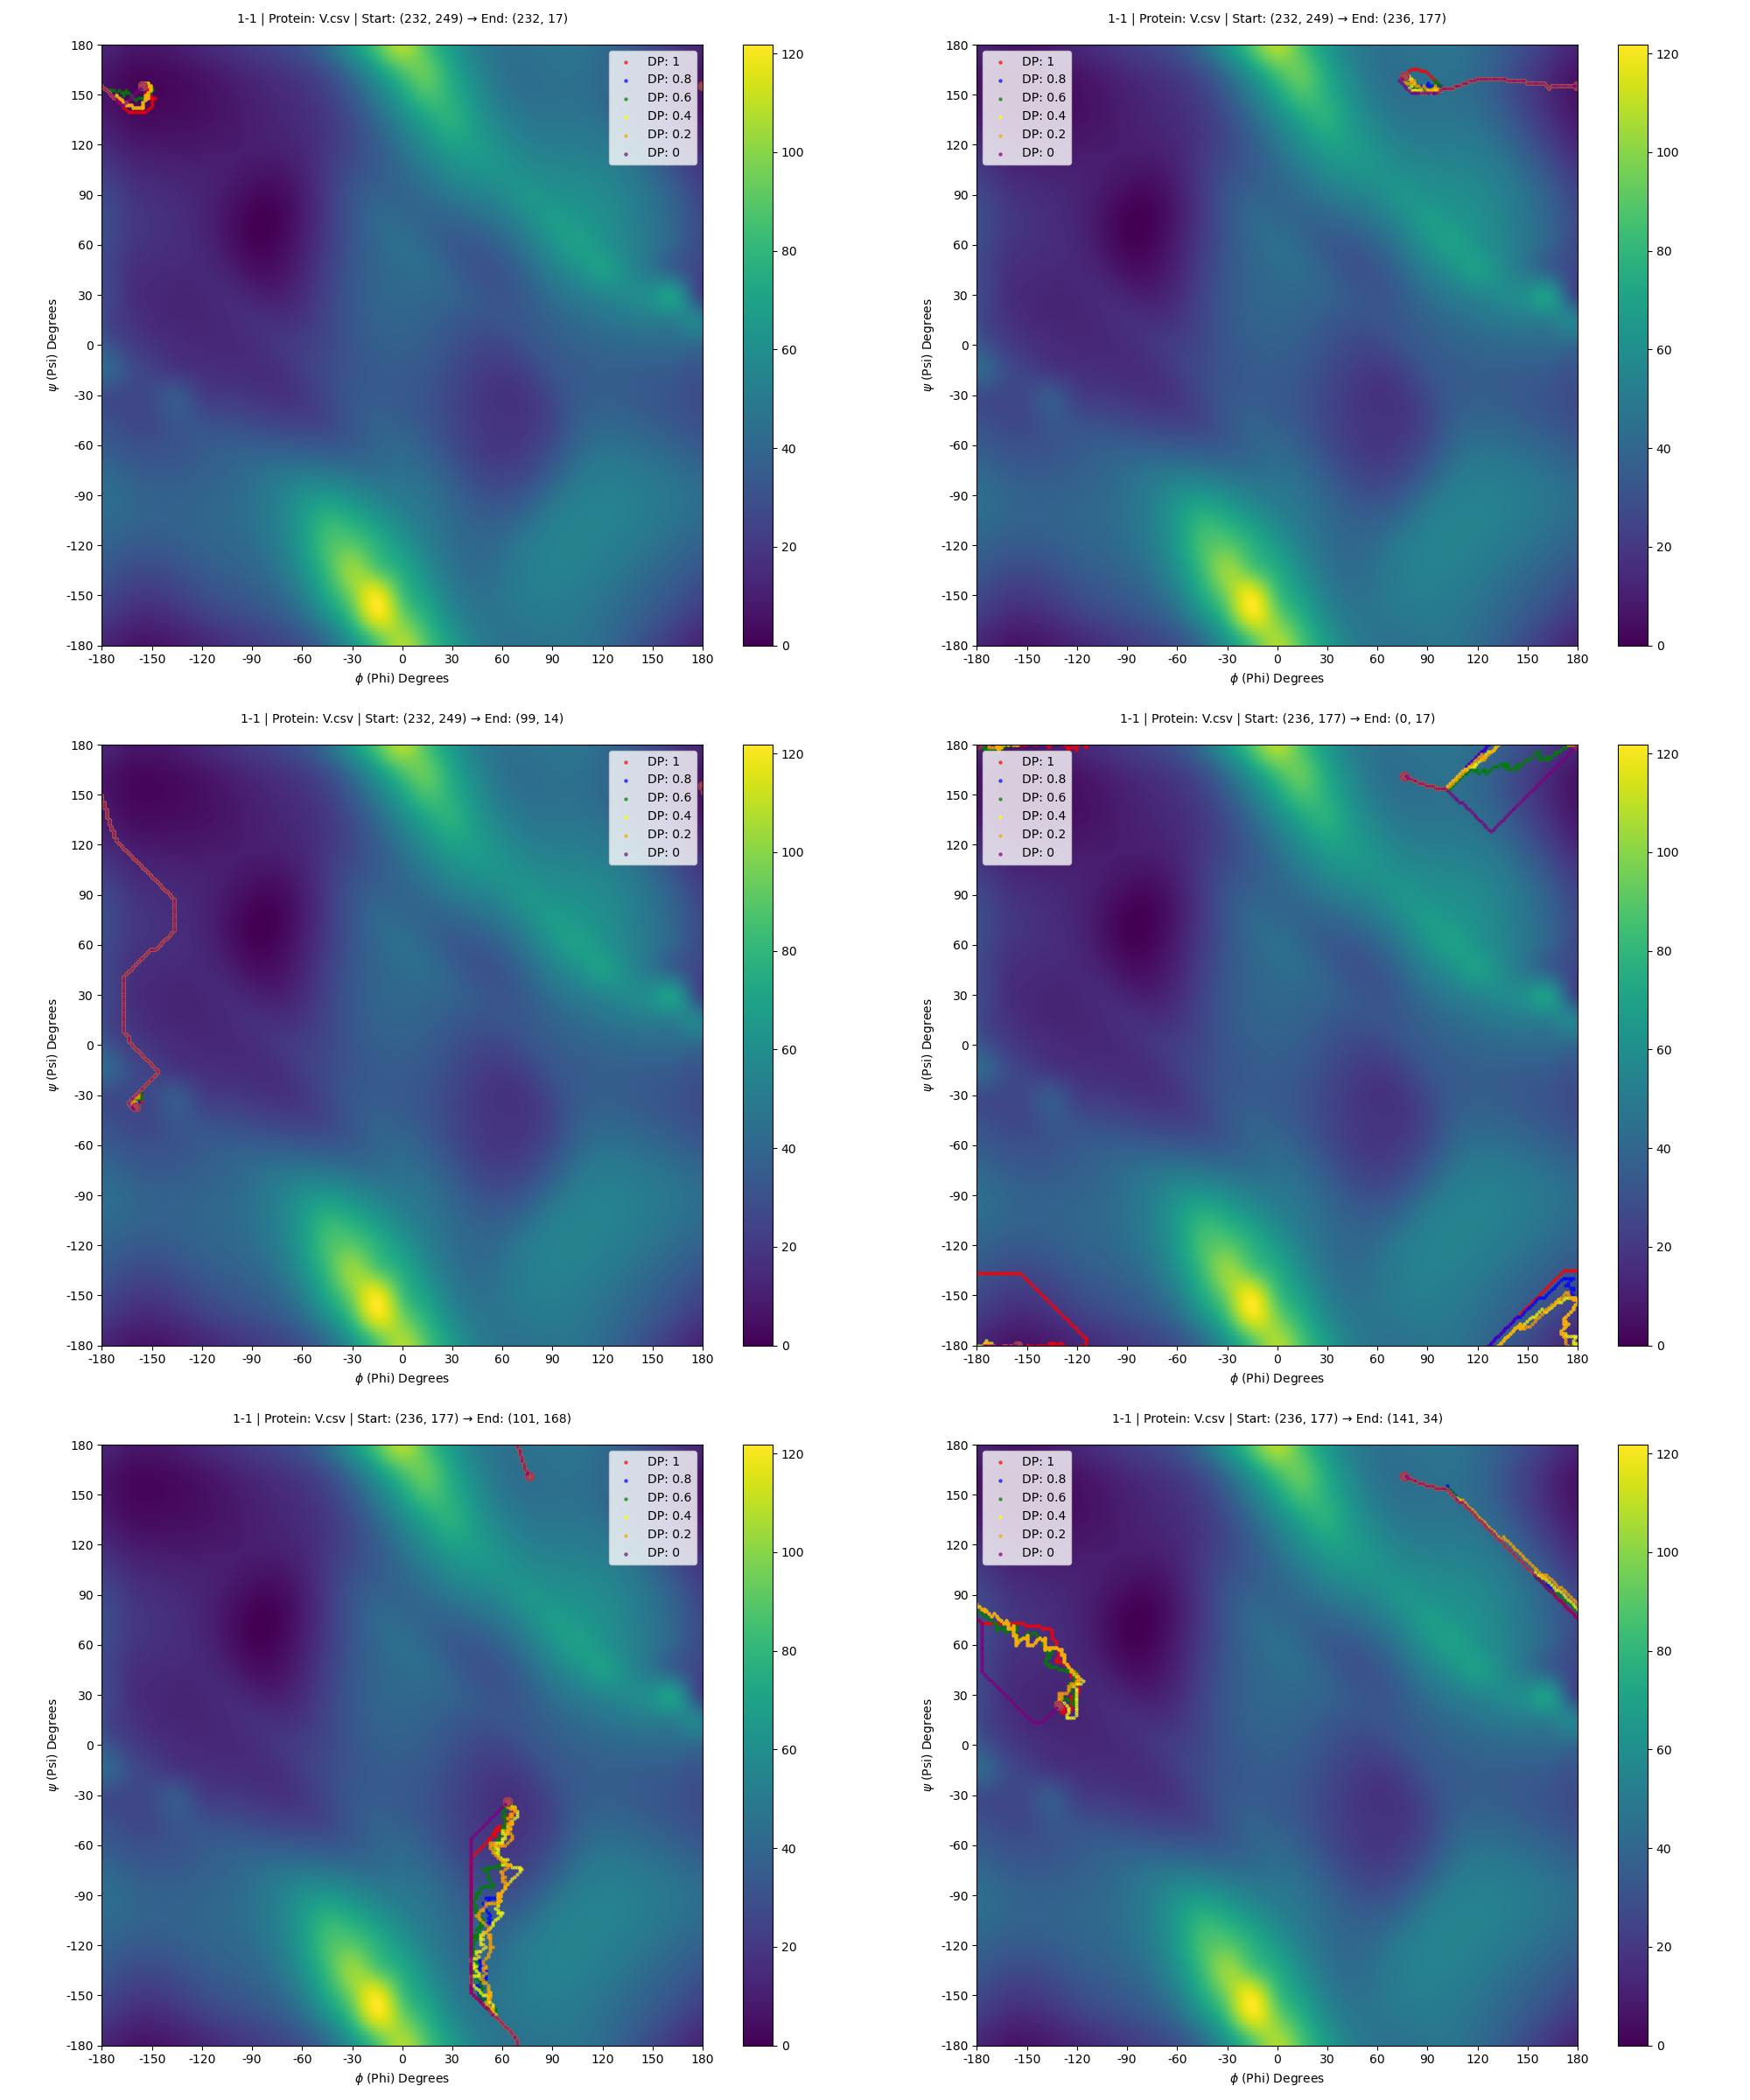 1-1 | Protein: V.csv | Start: (232, 249) → End: (232, 17)
180
150
120
90
60
30
0
-30
-60
-90
-120
-150
-180
ψ (Psi) Degrees
-180 -150 -120 -90 -60 -30 0 30 60 90 120 150 180
ϕ (Phi) Degrees
DP: 1
DP: 0.8
DP: 0.6
DP: 0.4
DP: 0.2
DP: 0
120
100
80
60
40
20
0
1-1 | Protein: V.csv | Start: (232, 249) → End: (236, 177)
180
150
120
90
60
30
0
-30
-60
-90
-120
-150
-180
ψ (Psi) Degrees
-180 -150 -120 -90 -60 -30 0 30 60 90 120 150 180
ϕ (Phi) Degrees
DP: 1
DP: 0.8
DP: 0.6
DP: 0.4
DP: 0.2
DP: 0
120
100
80
60
40
20
0
1-1 | Protein: V.csv | Start: (232, 249) → End: (99, 14)
180
150
120
90
60
30
0
-30
-60
-90
-120
-150
-180
ψ (Psi) Degrees
-180 -150 -120 -90 -60 -30 0 30 60 90 120 150 180
ϕ (Phi) Degrees
DP: 1
DP: 0.8
DP: 0.6
DP: 0.4
DP: 0.2
DP: 0
120
100
80
60
40
20
0
1-1 | Protein: V.csv | Start: (236, 177) → End: (0, 17)
180
150
120
90
60
30
0
-30
-60
-90
-120
-150
-180
ψ (Psi) Degrees
-180 -150 -120 -90 -60 -30 0 30 60 90 120 150 180
ϕ (Phi) Degrees
DP: 1
DP: 0.8
DP: 0.6
DP: 0.4
DP: 0.2
DP: 0
120
100
80
60
40
20
0
1-1 | Protein: V.csv | Start: (236, 177) → End: (101, 168)
180
150
120
90
60
30
0
-30
-60
-90
-120
-150
-180
ψ (Psi) Degrees
-180 -150 -120 -90 -60 -30 0 30 60 90 120 150 180
ϕ (Phi) Degrees
DP: 1
DP: 0.8
DP: 0.6
DP: 0.4
DP: 0.2
DP: 0
120
100
80
60
40
20
0
1-1 | Protein: V.csv | Start: (236, 177) → End: (141, 34)
180
150
120
90
60
30
0
-30
-60
-90
-120
-150
-180
ψ (Psi) Degrees
-180 -150 -120 -90 -60 -30 0 30 60 90 120 150 180
ϕ (Phi) Degrees
DP: 1
DP: 0.8
DP: 0.6
DP: 0.4
DP: 0.2
DP: 0
120
100
80
60
40
20
0